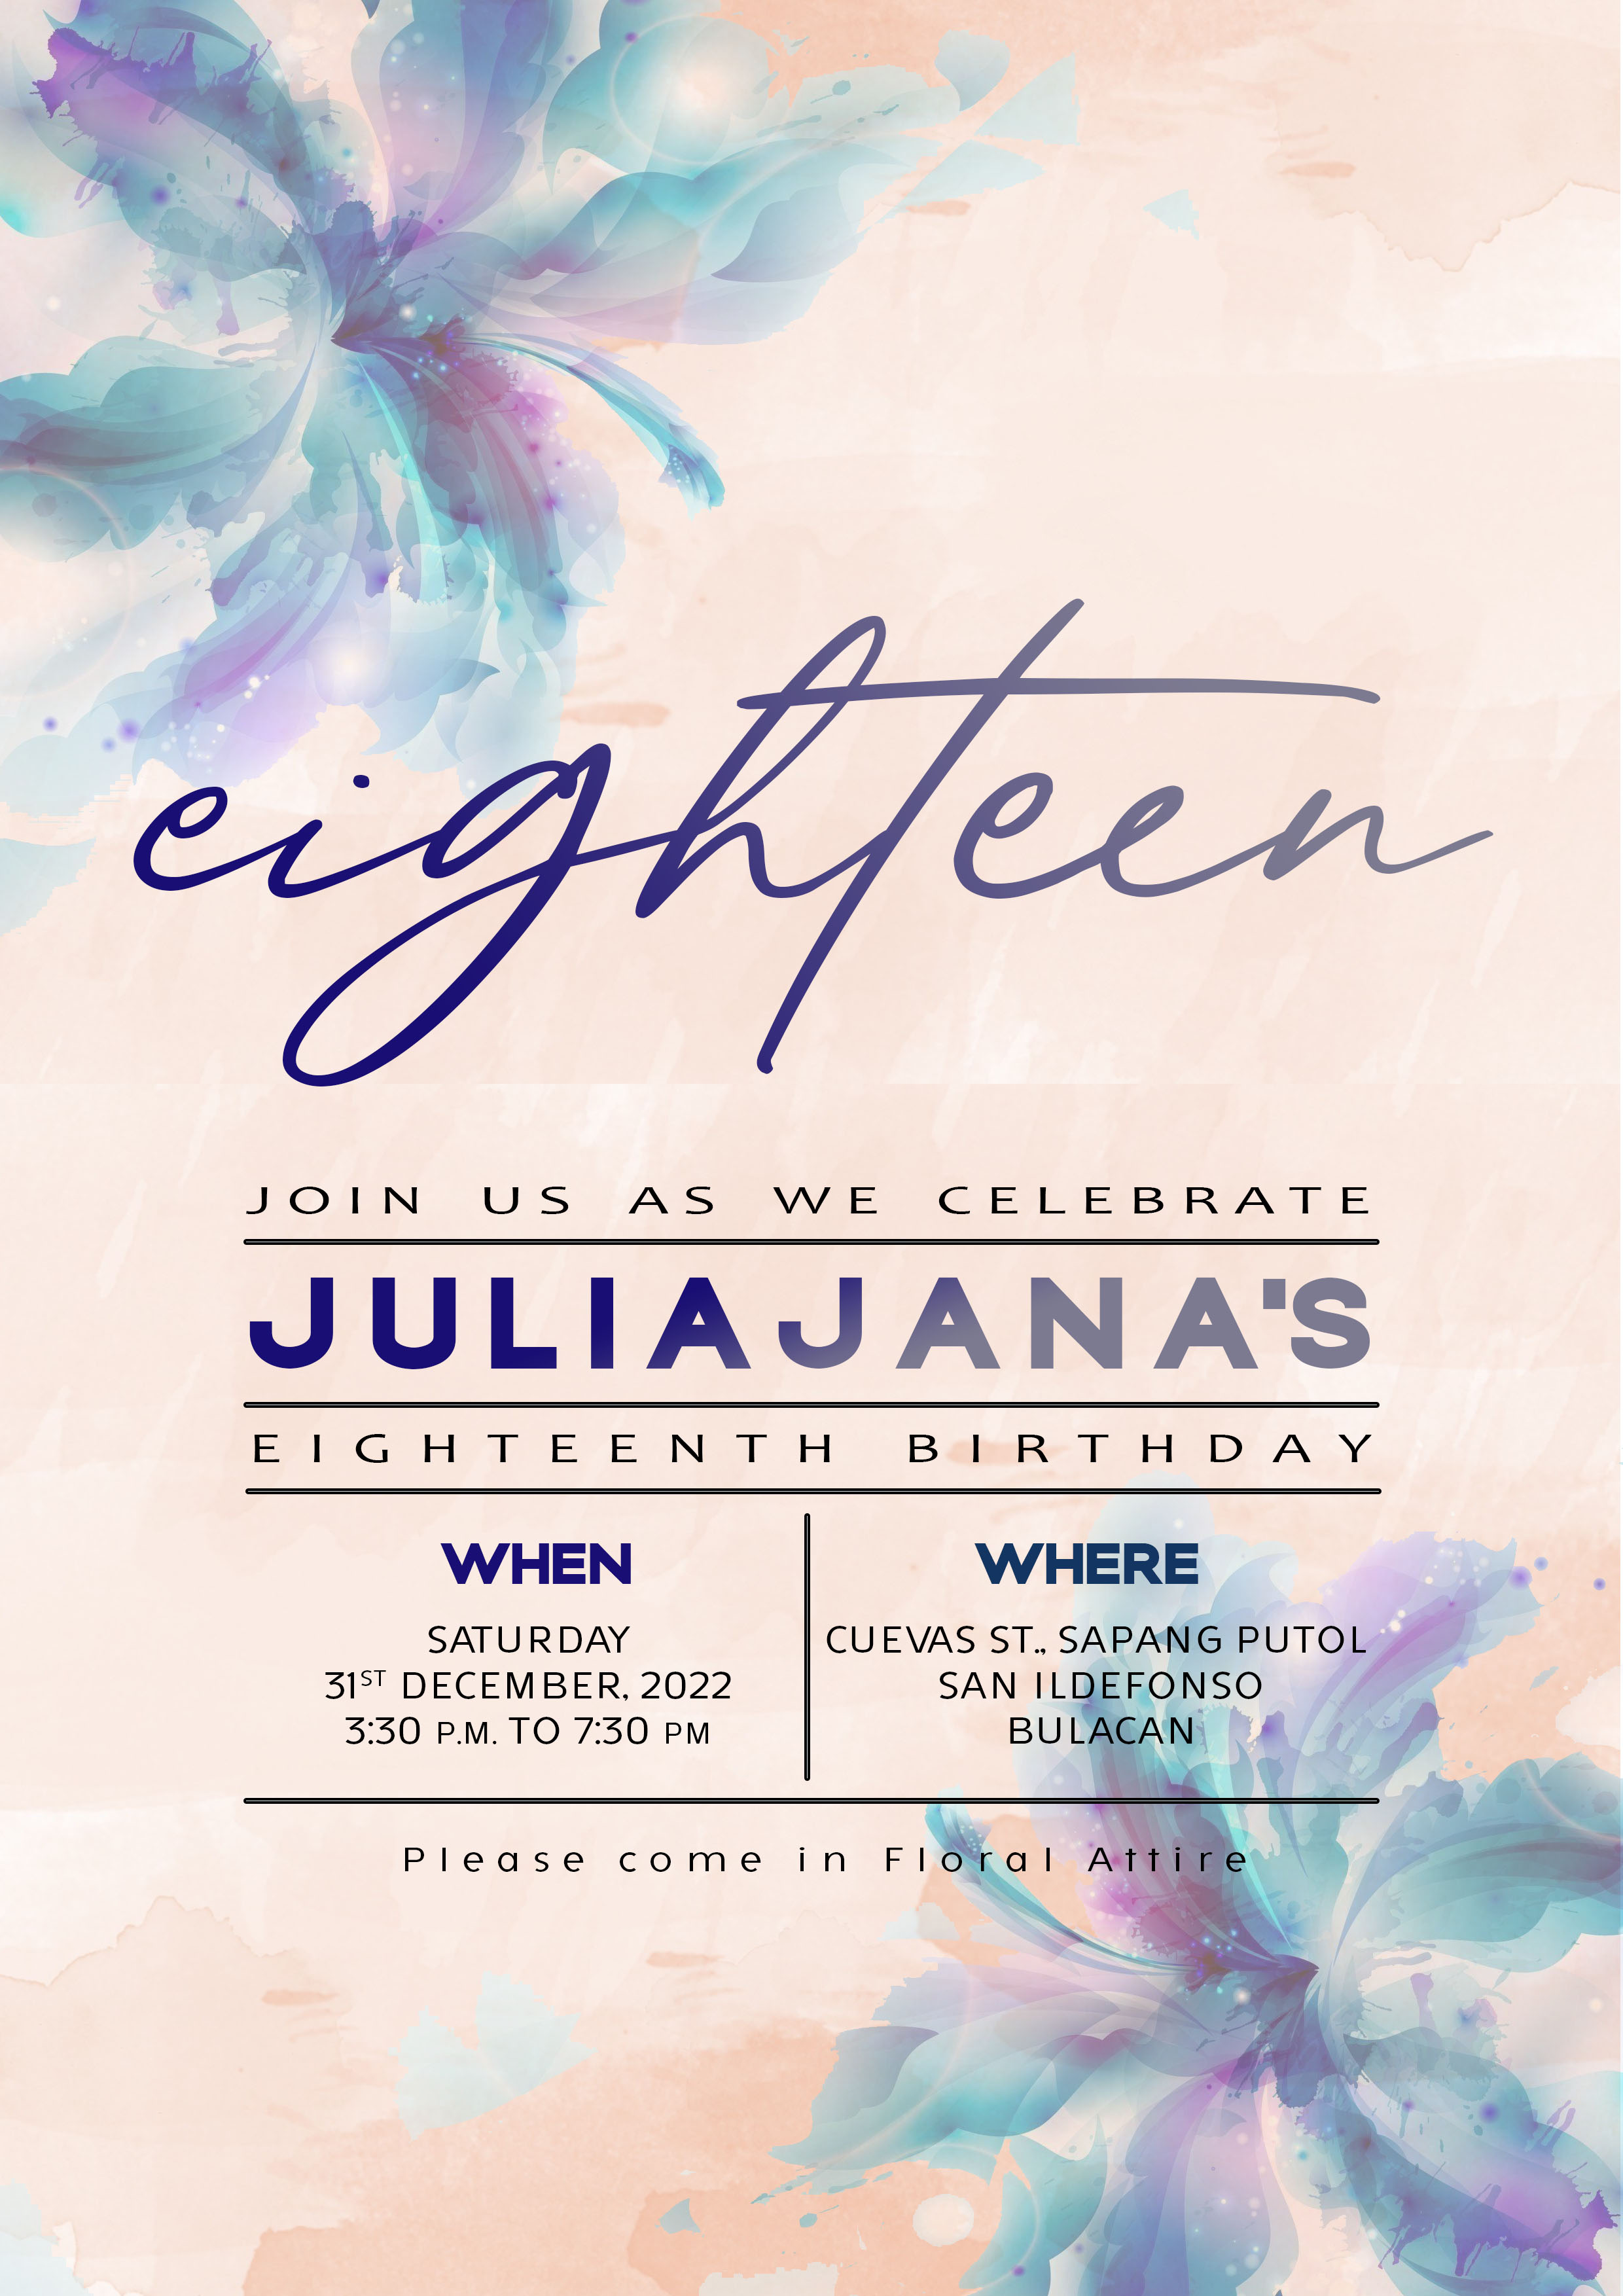 eighteen
JOIN US AS WE CELEBRATE
JULIAJANA'S
EIGHTEENTH BIRTHDAY
WHEN
SATURDAY
31ST DECEMBER, 2022
3:30 P.M. TO 7:30 PM
WHERE
CUEVAS ST., SAPANG PUTOL
SAN ILDEFONSO
BULACAN
Please come in Floral Attire